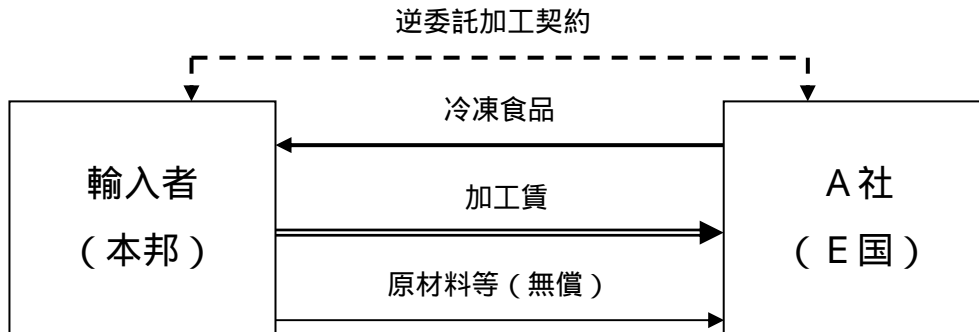 逆委託加工契約
冷凍食品
輸入者
（本邦）
加工賃
A社
（E国）
原材料等（無償）